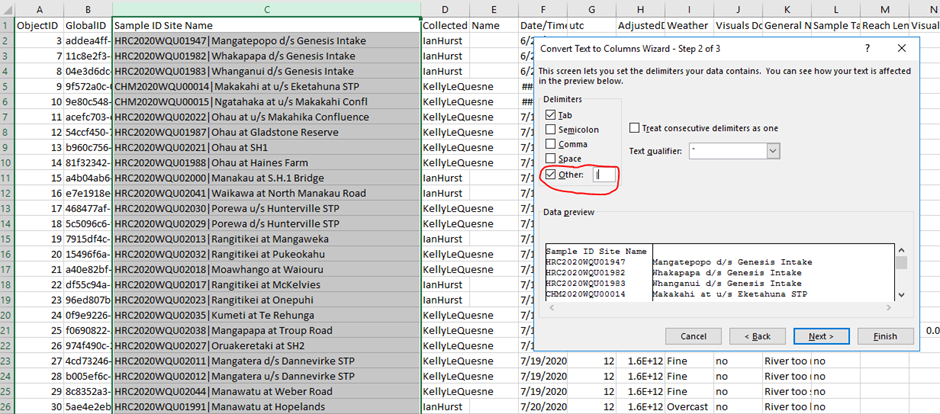 A B C D E F G H I J K L M N
1 ObjectID GlobalID Sample ID Site Name Collected Name Date/Time utc AdjustedD Weather Visuals Do General N Sample Ta Reach Len Visual
2 3 addea4ff- HRC2020WQU01947|Mangatepopo d/s Genesis Intake IanHurst 6/2
3 7 11c8e2f3- HRC2020WQU01982|Whakapapa d/s Genesis Intake IanHurst 6/
4 8 04e3d6dc HRC2020WQU01983|Whanganui d/s Genesis Intake IanHurst 6/
5 9 9f572a0c- CHM2020WQU00014|Makakahi at u/s Eketahuna STP KellyLeQuesne ##
6 10 9e80c548- CHM2020WQU00015|Ngatahaka at u/s Makakahi Confl KellyLeQuesne ##
7 11 acefc703- HRC2020WQU02022|Ohau at u/s Makahika Confluence KellyLeQuesne 7/1
8 12 54ccf450- HRC2020WQU01987|Ohau at Gladstone Reserve KellyLeQuesne 7/1
9 13 b960c756- HRC2020WQU02021|Ohau at SH1 KellyLeQuesne 7/1
10 14 81f32342- HRC2020WQU01988|Ohau at Haines Farm KellyLeQuesne 7/1
11 15 a4b04ab6- HRC2020WQU02000|Manakau at S.H.1 Bridge IanHurst 7/1
12 16 e7e1918e HRC2020WQU02041|Waikawa at North Manakau Road IanHurst 7/1
13 17 468477af- HRC2020WQU02030|Porewa u/s Hunterville STP KellyLeQuesne 7/1
14 18 5c5096c6- HRC2020WQU02029|Porewa d/s Hunterville STP KellyLeQuesne 7/1
15 19 7915df4c- HRC2020WQU02013|Rangitikei at Mangaweka IanHurst 7/1
16 20 15496f6a- HRC2020WQU02032|Rangitikei at Pukeokahu KellyLeQuesne 7/1
17 21 a40e82bf- HRC2020WQU02018|Moawhango at Waiouru KellyLeQuesne 7/1
18 22 df55c94a- HRC2020WQU02017|Rangitikei at McKelvies IanHurst 7/1
19 23 96ed807b HRC2020WQU02023|Rangitikei at Onepuhi IanHurst 7/1
20 24 0f9e9226- HRC2020WQU02035|Kumeti at Te Rehunga KellyLeQuesne 7/1
21 25 f0690822- HRC2020WQU02038|Mangapapa at Troup Road KellyLeQuesne 7/1 0.0
22 26 974f490c- HRC2020WQU02027|Oruakeretaki at SH2 KellyLeQuesne 7/1
23 27 4cd73246- HRC2020WQU02011|Mangatera d/s Dannevirke STP KellyLeQuesne 7/19/2020 12 1.6E+12 Fine no River too no
24 28 b005ef6c- HRC2020WQU02012|Mangatera u/s Dannevirke STP KellyLeQuesne 7/19/2020 12 1.6E+12 Fine no River too no
25 29 8c8352a3- HRC2020WQU02044|Manawatu at Weber Road KellyLeQuesne 7/19/2020 12 1.6E+12 Fine no River too no
26 30 5ae4e2eb HRC2020WQU01991|Manawatu at Hopelands IanHurst 7/20/2020 12 1.6E+12 Overcast no River too no
Convert Text to Columns Wizard - Step 2 of 3 ? ×
This screen lets you set the delimiters your data contains. You can see how your text is affected
in the preview below.
Delimiters
Tab
Semicolon
Comma
Space
Other: |
Treat consecutive delimiters as one
Text qualifier: "
Data preview
Sample ID Site Name
HRC2020WQU01947 Mangatepopo d/s Genesis Intake
HRC2020WQU01982 Whakapapa d/s Genesis Intake
HRC2020WQU01983 Whanganui d/s Genesis Intake
CHM2020WQU00014 Makakahi at u/s Eketahuna STP
Cancel < Back Next > Finish